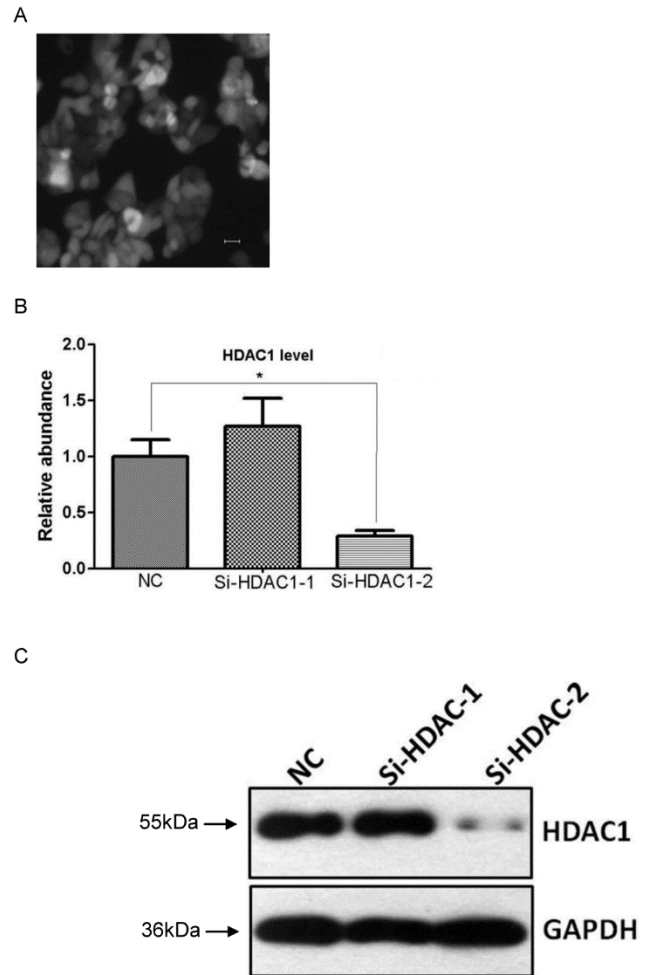 A
B
HDAC1 level
*
Relative abundance
2.0
1.5
1.0
0.5
0.0
NC Si-HDAC1-1 Si-HDAC1-2
C
NC Si-HDAC-1 Si-HDAC-2
55kDa HDAC1
36kDa GAPDH